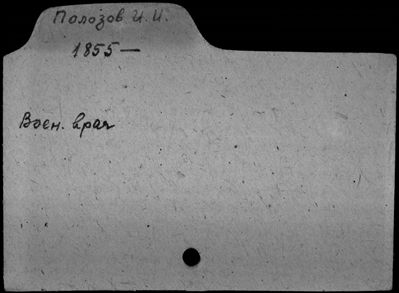 Полозов И. И.
1855 —
Воен. врач